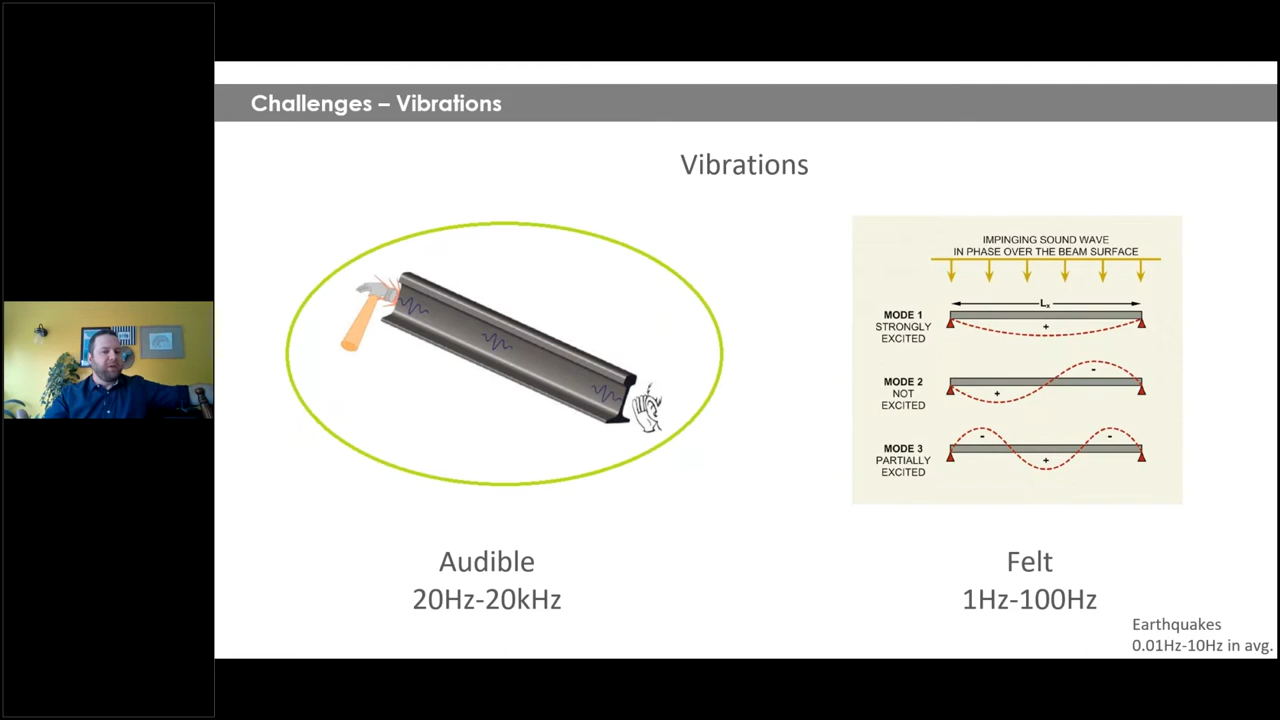 Challenges – Vibrations
Vibrations
IMPINGING SOUND WAVE
IN PHASE OVER THE BEAM SURFACE
Lx
MODE 1
STRONGLY
EXCITED
+
MODE 2
NOT
EXCITED
+
-
MODE 3
PARTIALLY
EXCITED
-
+
-
Audible
20Hz-20kHz
Felt
1Hz-100Hz
Earthquakes
0.01Hz-10Hz in avg.